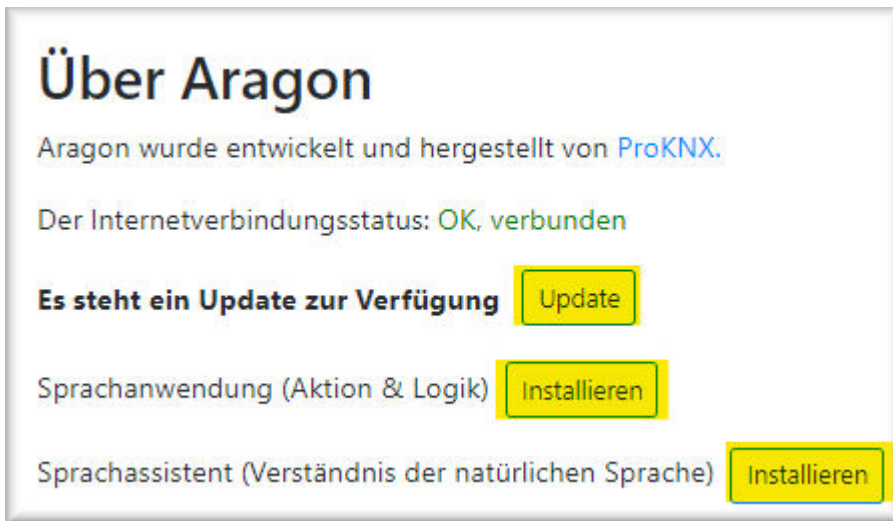 Über Aragon
Aragon wurde entwickelt und hergestellt von ProKNX.
Der Internetverbindungsstatus: OK, verbunden
Es steht ein Update zur Verfügung Update
Sprachanwendung (Aktion & Logik) Installieren
Sprachassistent (Verständnis der natürlichen Sprache) Installieren